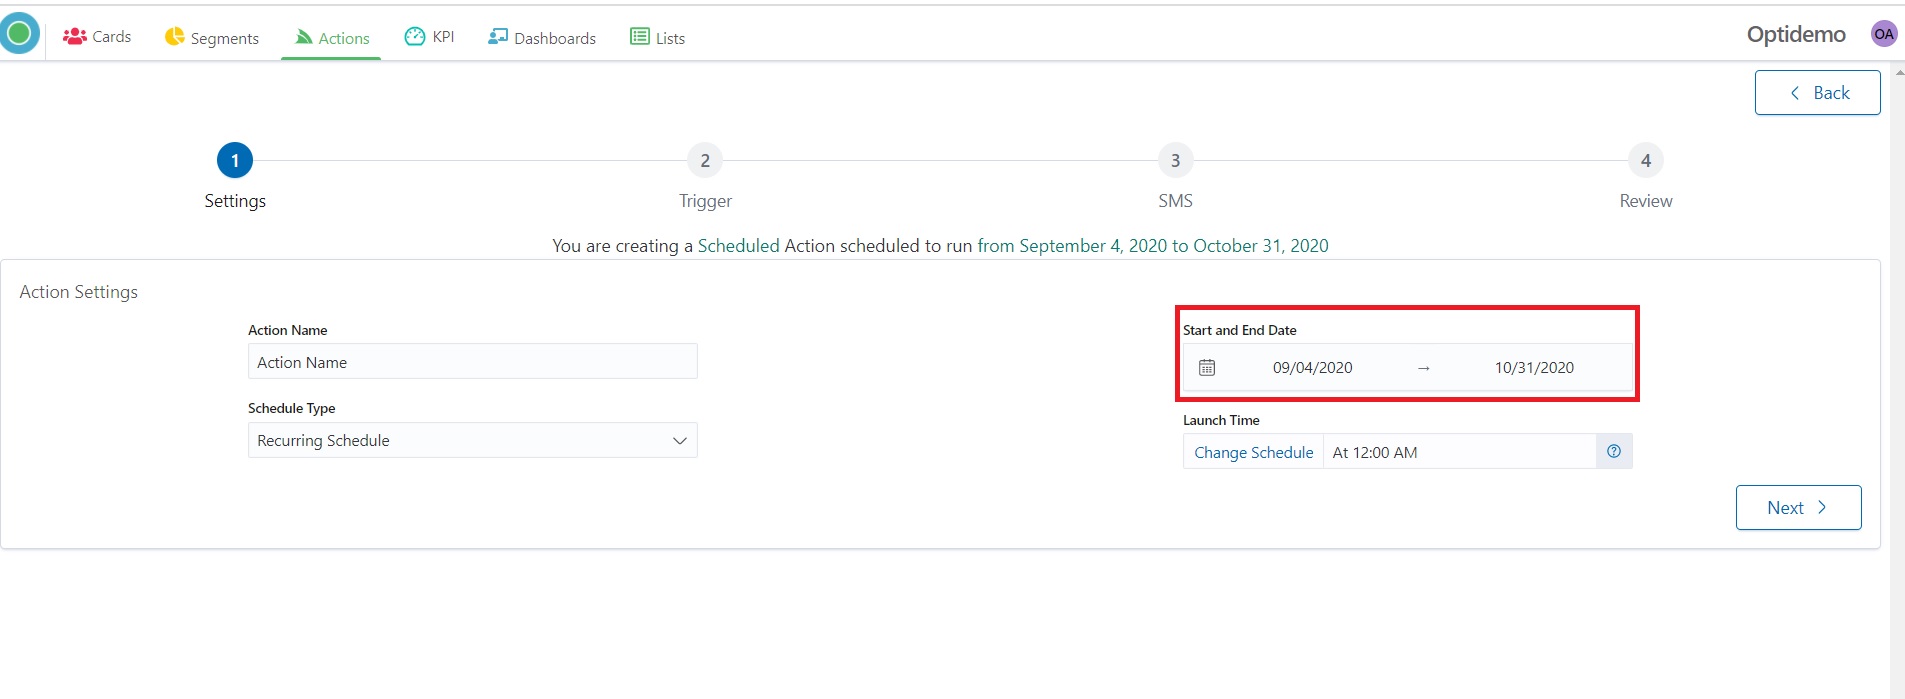 Cards Segments Actions KPI Dashboards Lists Optidemo OA
Back
1 2 3 4
Settings Trigger SMS Review
You are creating a Scheduled Action scheduled to run from September 4, 2020 to October 31, 2020
Action Settings
Action Name Start and End Date
Action Name 09/04/2020 → 10/31/2020
Schedule Type Launch Time
Recurring Schedule Change Schedule At 12:00 AM ?
Next